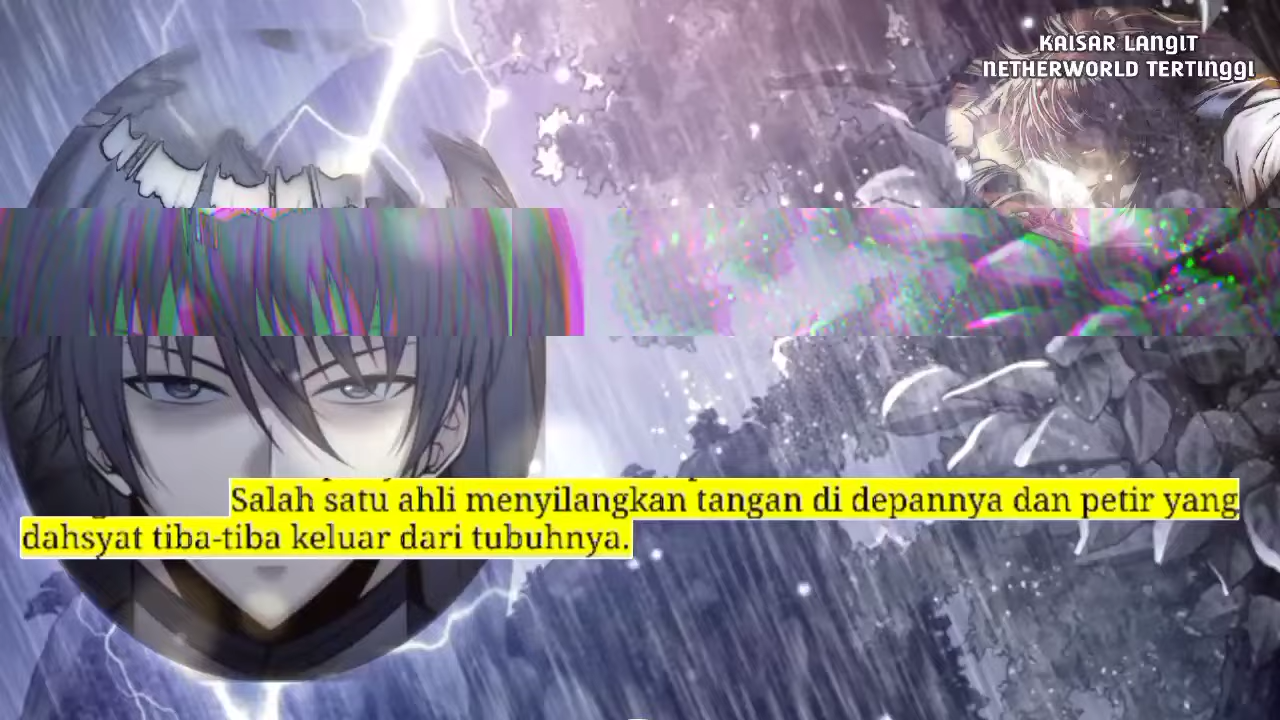 KAISAR LANGIT
NETHERWORLD TERTINGGI
Salah satu ahli menyilangkan tangan di depannya dan petir yang
dahsyat tiba-tiba keluar dari tubuhnya.